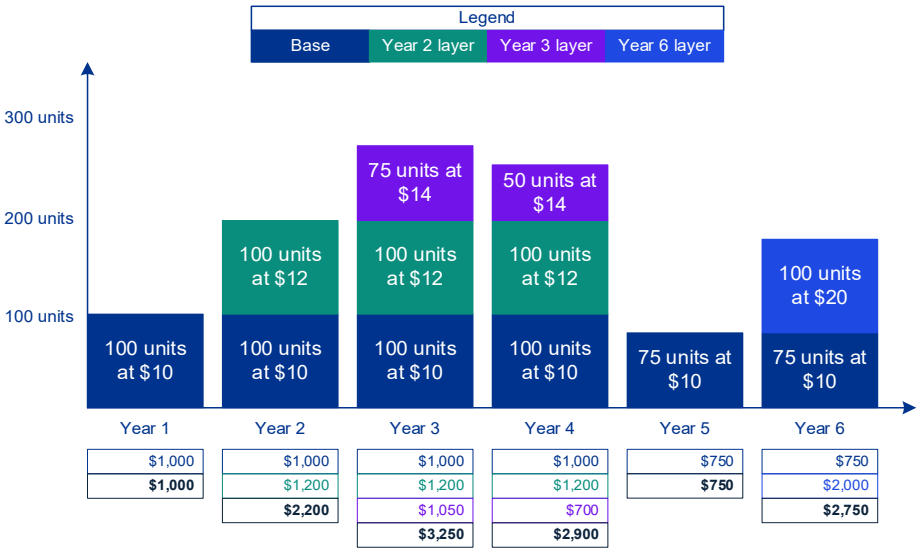 Legend
Base
Year 2 layer
Year 3 layer
Year 6 layer
300 units
200 units
100 units
100 units
at $10
100 units
at $12
100 units
at $10
75 units at
$14
100 units
at $12
100 units
at $10
50 units at
$14
100 units
at $12
100 units
at $10
75 units at
$10
100 units
at $20
75 units at
$10
Year 1
Year 2
Year 3
Year 4
Year 5
Year 6
$1,000
$1,000
$1,000
$1,200
$2,200
$1,000
$1,200
$1,050
$3,250
$1,000
$1,200
$700
$2,900
$750
$750
$750
$2,000
$2,750